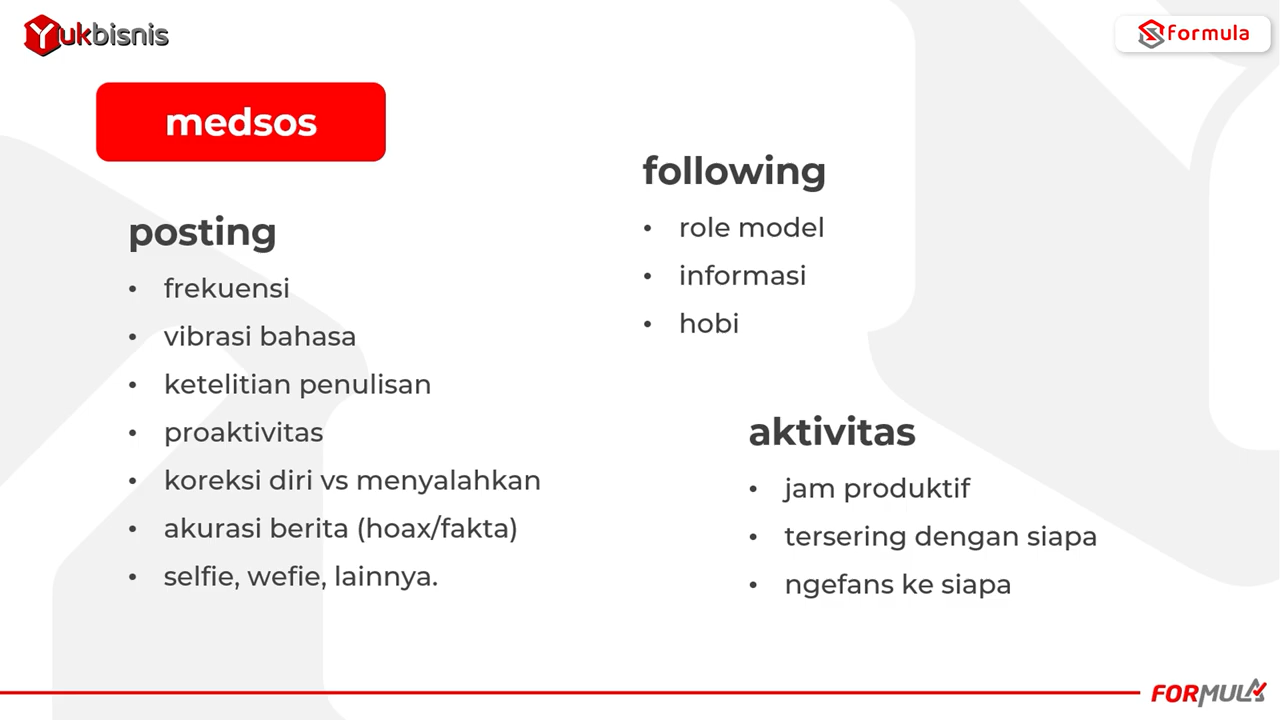 Yukbisnis
formula
medsos
posting
• frekuensi
• vibrasi bahasa
• ketelitian penulisan
• proaktivitas
• koreksi diri vs menyalahkan
• akurasi berita (hoax/fakta)
• selfie, wefie, lainnya.
following
• role model
• informasi
• hobi
aktivitas
• jam produktif
• tersering dengan siapa
• ngefans ke siapa
FORMULA